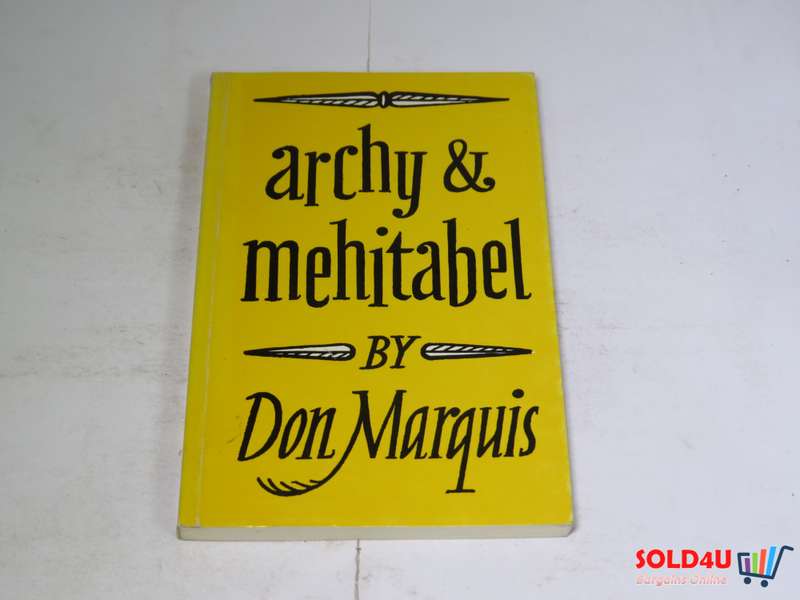 archy &
mehitabel
BY
Don Marquis
SOLD4U
Bargains Online